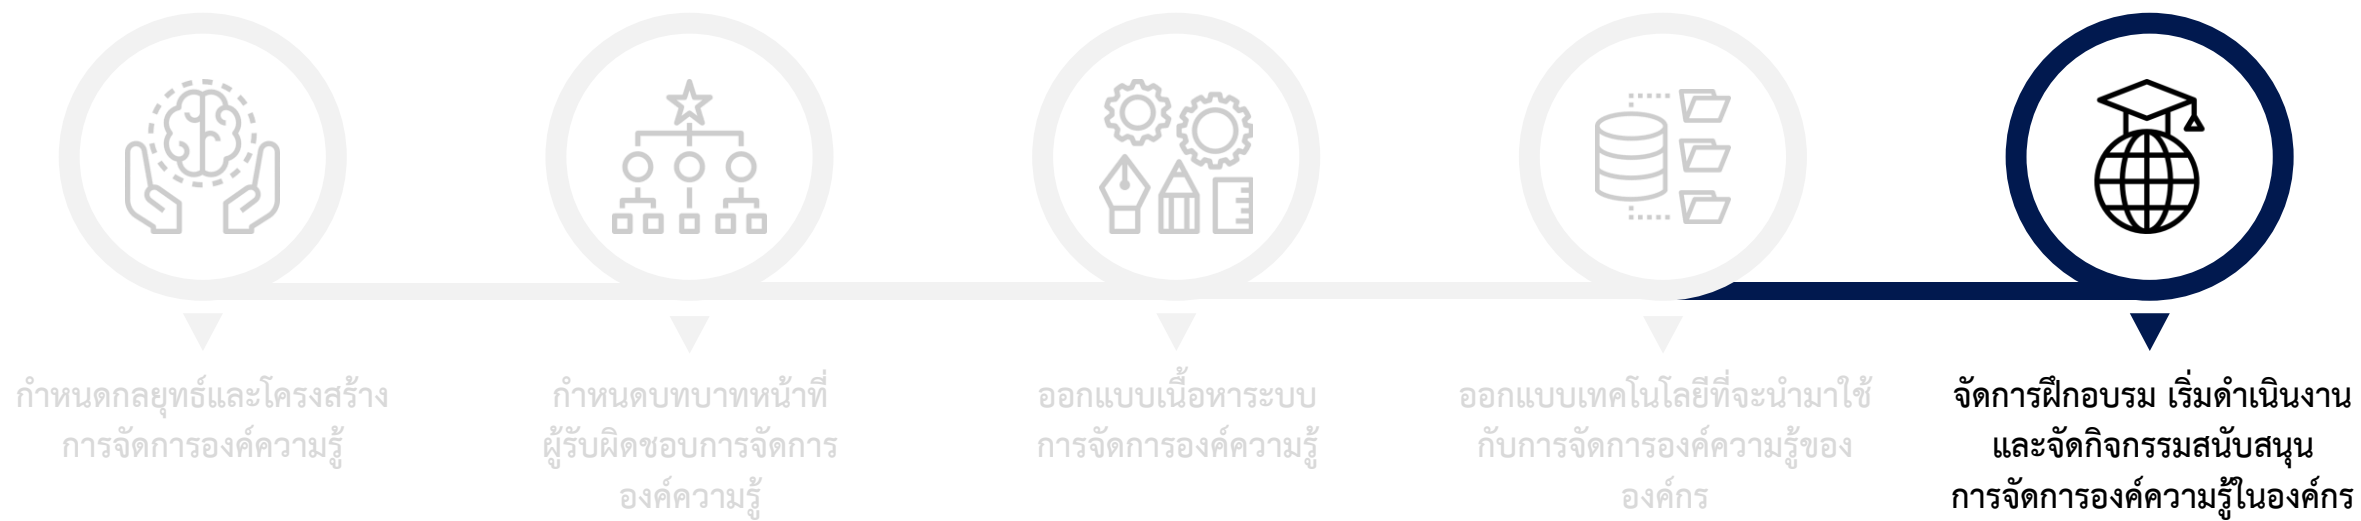 กำหนดกลยุทธ์และโครงสร้าง
การจัดการองค์ความรู้
กำหนดบทบาทหน้าที่
ผู้รับผิดชอบการจัดการ
องค์ความรู้
ออกแบบเนื้อหาระบบ
การจัดการองค์ความรู้
ออกแบบเทคโนโลยีที่จะนำมาใช้
กับการจัดการองค์ความรู้ของ
องค์กร
จัดการฝึกอบรม เริ่มดำเนินงาน
และจัดกิจกรรมสนับสนุน
การจัดการองค์ความรู้ในองค์กร